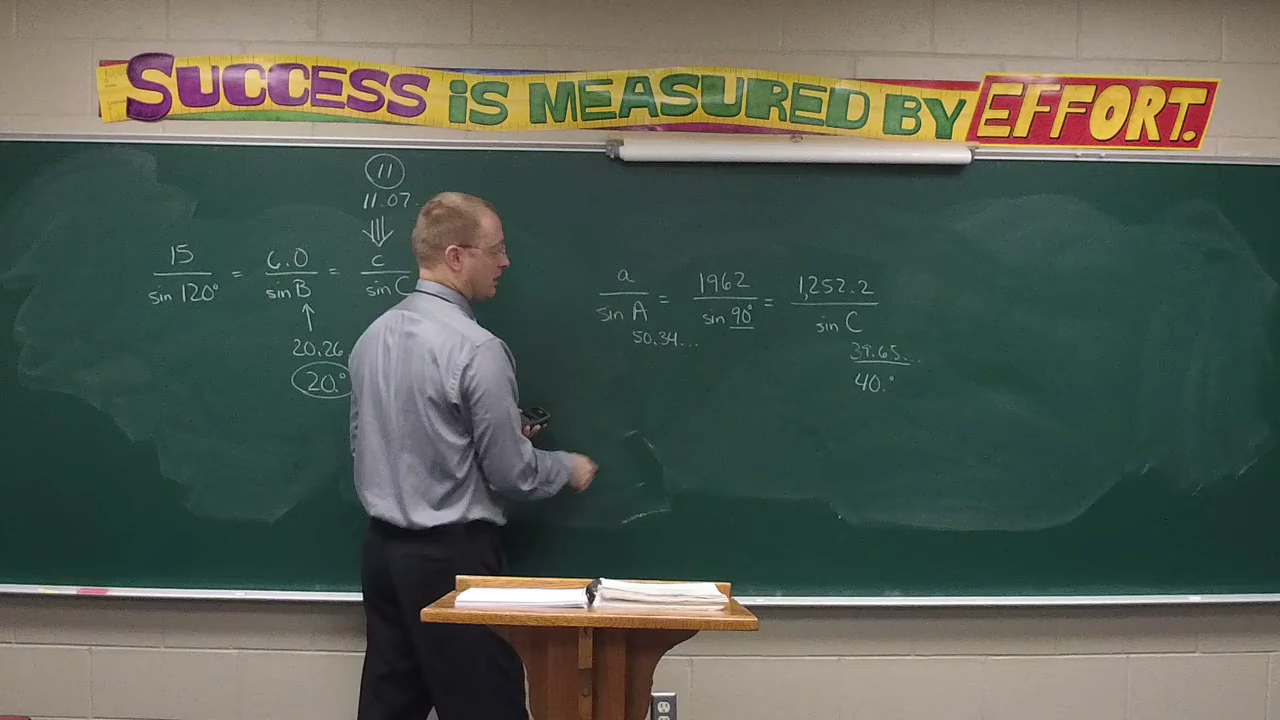 SUCCESS IS MEASURED BY EFFORT.
11
11.07
15 / sin 120° = 6.0 / sin B = c / sin C
20.26
20.°
a / sin A = 1962 / sin 90° = 1,252.2 / sin C
50.34...
39.65...
40.°